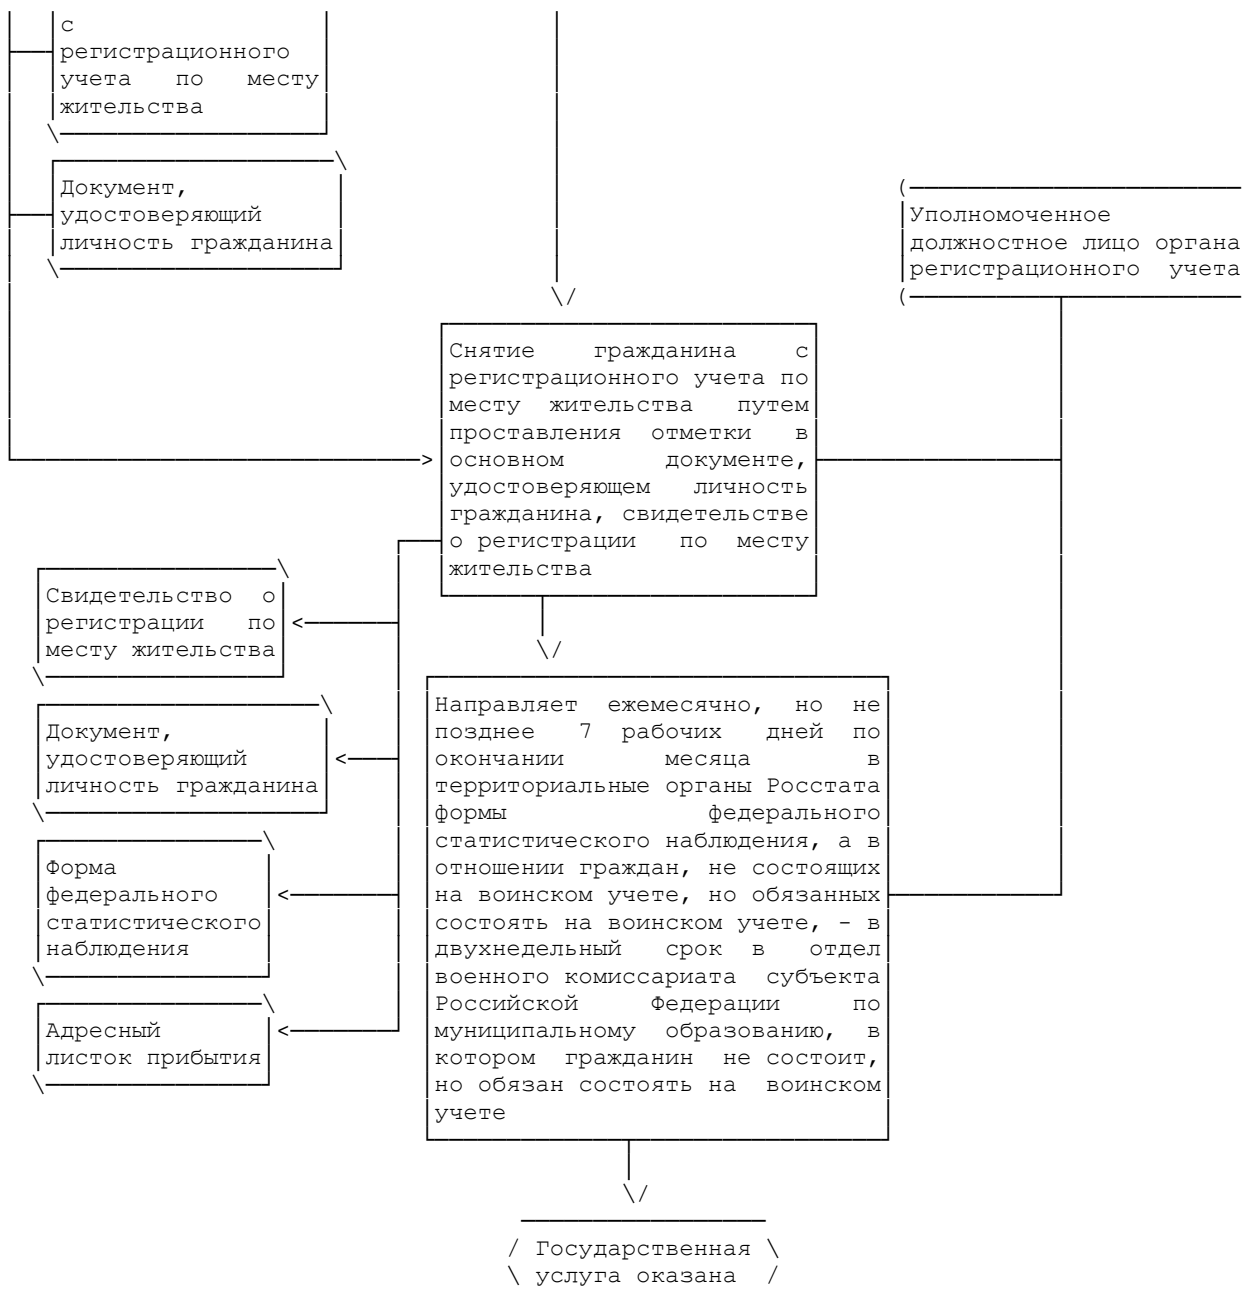 с
регистрационного
учета по месту
жительства
Документ,
удостоверяющий
личность гражданина
Уполномоченное
должностное лицо органа
регистрационного учета
Снятие гражданина с
регистрационного учета по
месту жительства путем
проставления отметки в
основном документе,
удостоверяющем личность
гражданина, свидетельстве
о регистрации по месту
жительства
Свидетельство о
регистрации по
месту жительства
Документ,
удостоверяющий
личность гражданина
Форма
федерального
статистического
наблюдения
Адресный
листок прибытия
Направляет ежемесячно, но не
позднее 7 рабочих дней по
окончании месяца в
территориальные органы Росстата
формы федерального
статистического наблюдения, а в
отношении граждан, не состоящих
на воинском учете, но обязанных
состоять на воинском учете, - в
двухнедельный срок в отдел
военного комиссариата субъекта
Российской Федерации по
муниципальному образованию, в
котором гражданин не состоит,
но обязан состоять на воинском
учете
Государственная
услуга оказана